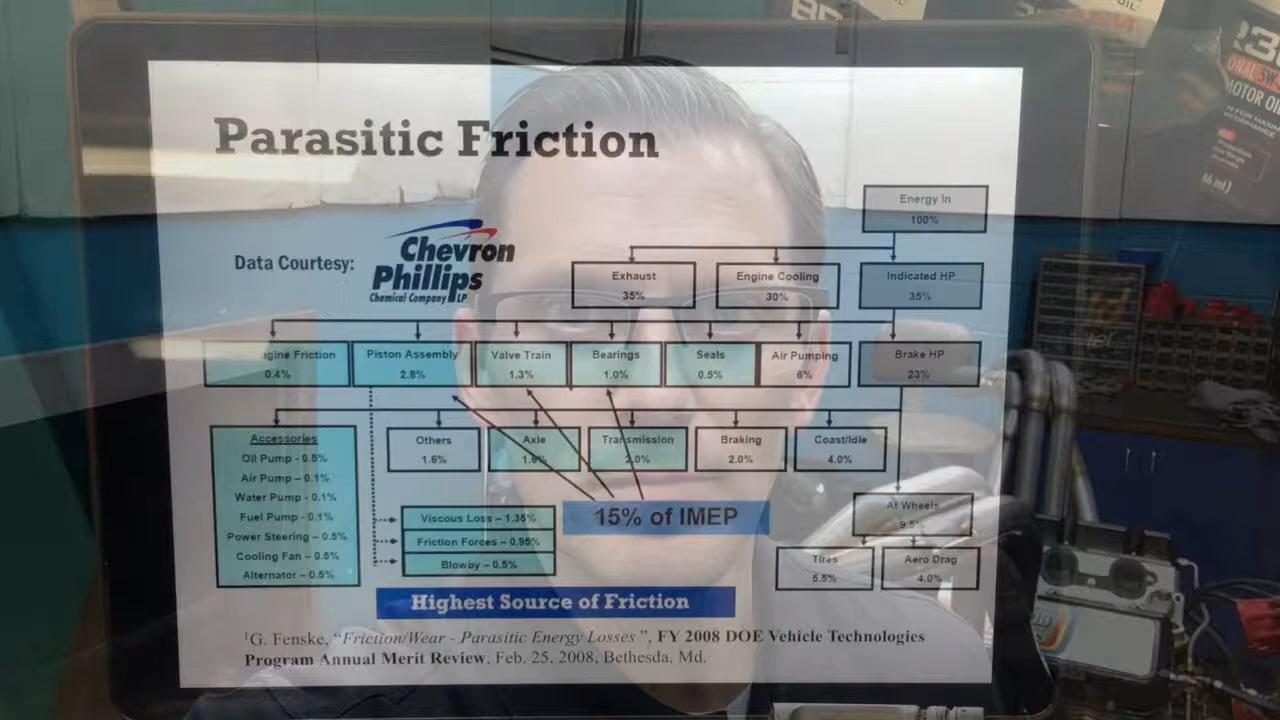 Parasitic Friction
Data Courtesy:
Chevron
Phillips
Chemical Company LP
Energy In
100%
Exhaust
35%
Engine Cooling
30%
Indicated HP
35%
gine Friction
0.4%
Piston Assembly
2.8%
Valve Train
1.3%
Bearings
1.0%
Seals
0.5%
Air Pumping
6%
Brake HP
23%
Accessories
Oil Pump - 0.5%
Air Pump – 0.1%
Water Pump - 0.1%
Fuel Pump - 0.1%
Power Steering – 0.5%
Cooling Fan – 0.5%
Alternator – 0.5%
Others
1.6%
Axle
Transmission
2.0%
Braking
2.0%
Coast/Idle
4.0%
At Wheels
9.5%
Tires
5.5%
Aero Drag
4.0%
Viscous Loss – 1.35%
Friction Forces – 0.95%
Blowby – 0.5%
15% of IMEP
Highest Source of Friction
1G. Fenske, "Friction/Wear - Parasitic Energy Losses ", FY 2008 DOE Vehicle Technologies
Program Annual Merit Review. Feb. 25, 2008, Bethesda, Md.
MOTOR O